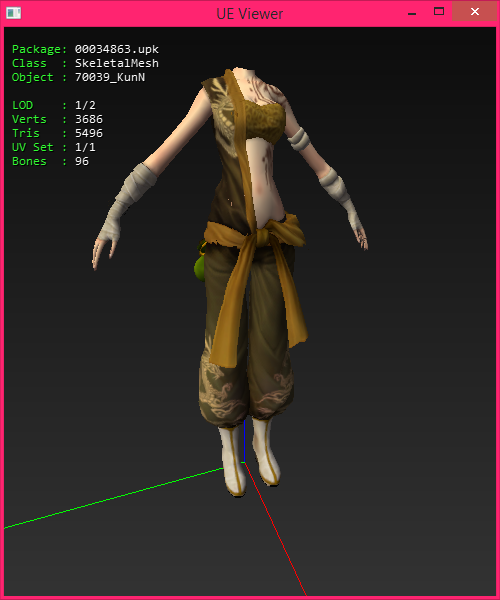 UE Viewer
Package: 00034863.upk
Class : SkeletalMesh
Object : 70039_KunN
LOD : 1/2
Verts : 3686
Tris : 5496
UV Set : 1/1
Bones : 96